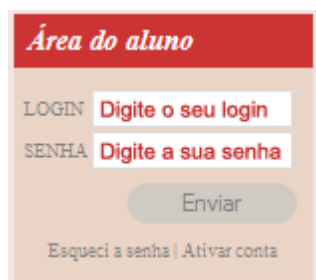 Área do aluno
LOGIN Digite o seu login
SENHA Digite a sua senha
Enviar
Esqueci a senha | Ativar conta